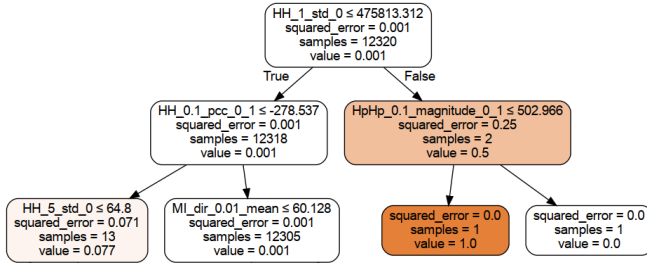 HH_1_std_0 ≤ 475813.312
squared_error = 0.001
samples = 12320
value = 0.001
True
False
HH_0.1_pcc_0_1 ≤ -278.537
squared_error = 0.001
samples = 12318
value = 0.001
HpHp_0.1_magnitude_0_1 ≤ 502.966
squared_error = 0.25
samples = 2
value = 0.5
HH_5_std_0 ≤ 64.8
squared_error = 0.071
samples = 13
value = 0.077
MI_dir_0.01_mean ≤ 60.128
squared_error = 0.001
samples = 12305
value = 0.001
squared_error = 0.0
samples = 1
value = 1.0
squared_error = 0.0
samples = 1
value = 0.0